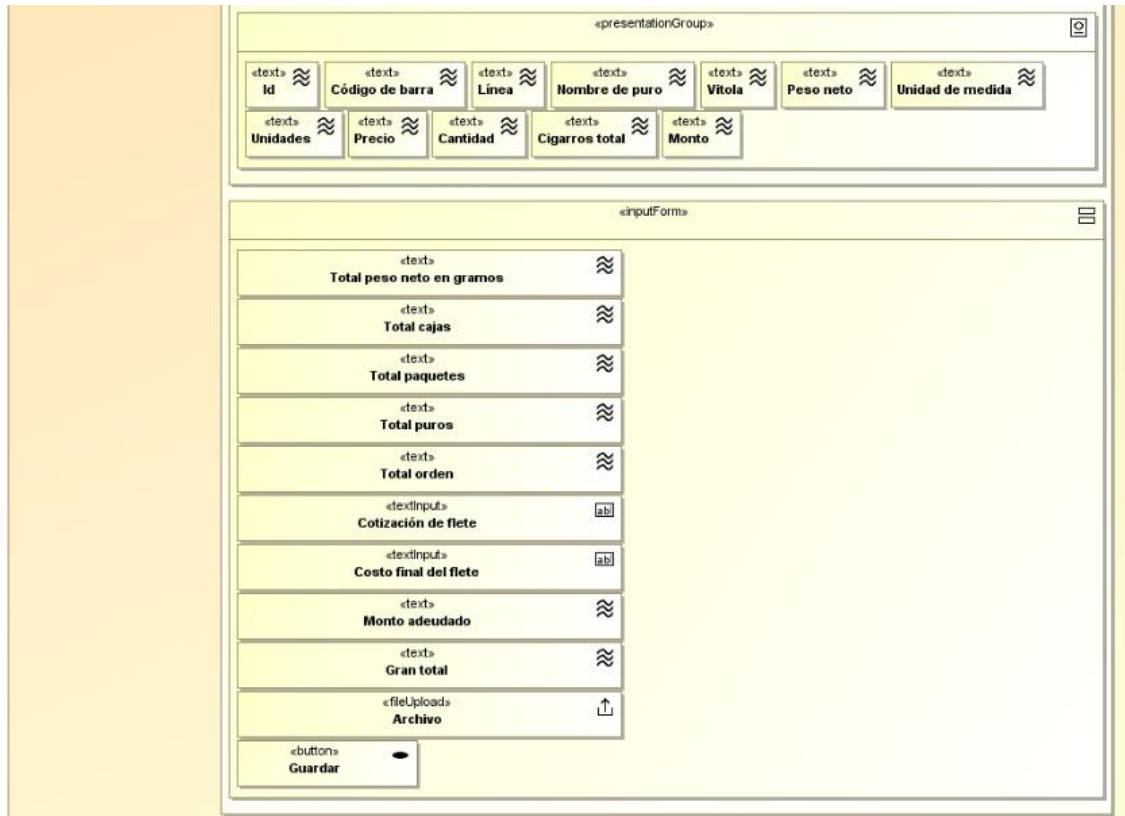 «presentationGroup»
«text» «text» «text» «text» «text» «text» «text»
Id Código de barra Línea Nombre de puro Vitola Peso neto Unidad de medida
«text» «text» «text» «text» «text»
Unidades Precio Cantidad Cigarros total Monto
«inputForm»
«text»
Total peso neto en gramos
«text»
Total cajas
«text»
Total paquetes
«text»
Total puros
«text»
Total orden
«textInput»
Cotización de flete
ab
«textInput»
Costo final del flete
ab
«text»
Monto adeudado
«text»
Gran total
«fileUpload»
Archivo
«button»
Guardar